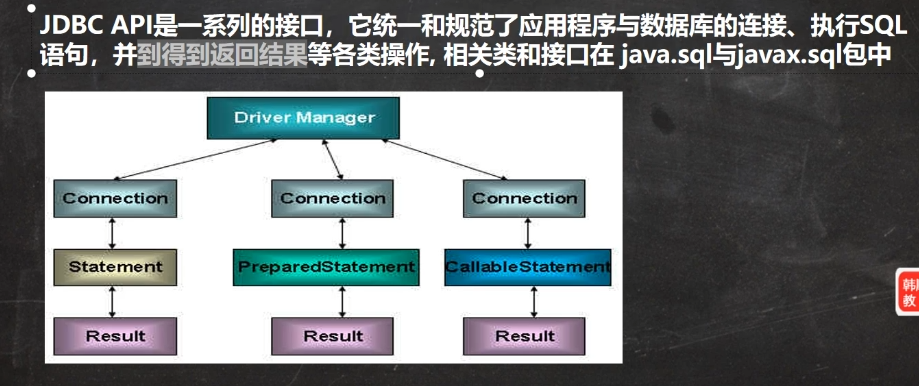 JDBC API是一系列的接口，它统一和规范了应用程序与数据库的连接、执行SQL
语句，并到得到返回结果等各类操作, 相关类和接口在 java.sql与javax.sql包中
Driver Manager
Connection Connection Connection
Statement PreparedStatement CallableStatement
Result Result Result
教